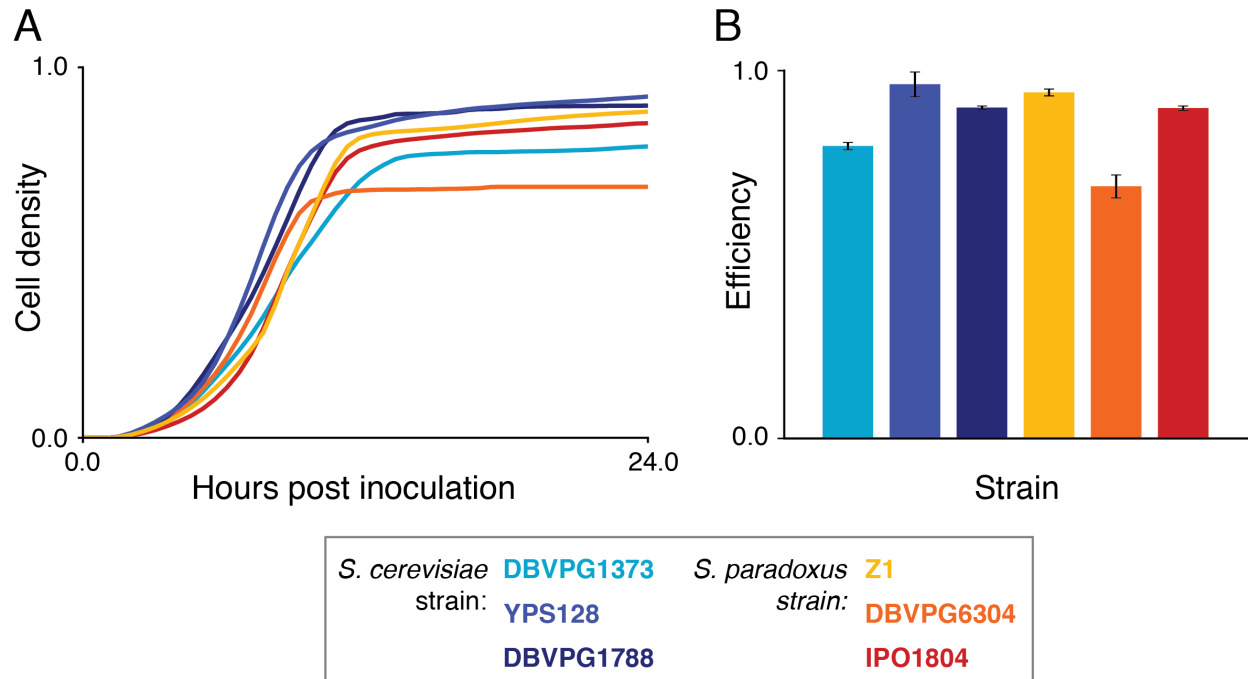 A
1.0
Cell density
0.0
0.0
24.0
Hours post inoculation
B
1.0
Efficiency
0.0
Strain
S. cerevisiae
strain:
DBVPG1373
YPS128
DBVPG1788
S. paradoxus
strain:
Z1
DBVPG6304
IPO1804